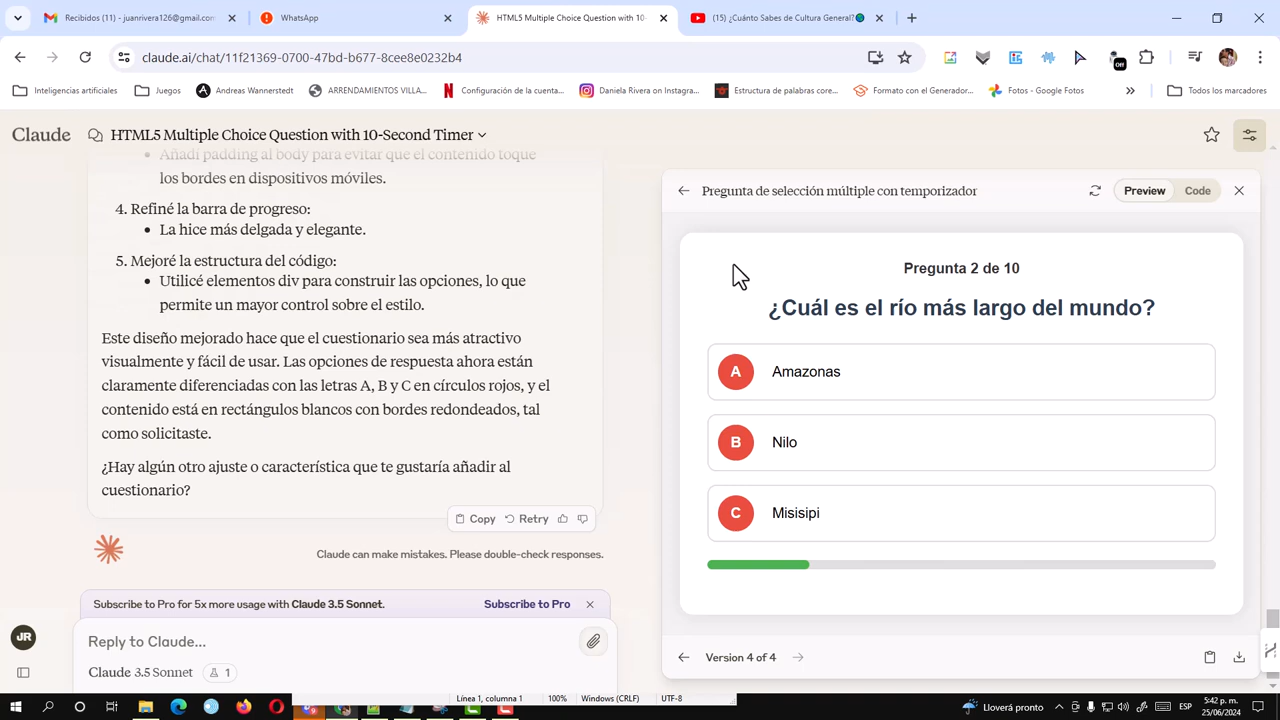 Recibidos (11) - juanrivera126@gmail.com
WhatsApp
HTML5 Multiple Choice Question with 10-
(15) ¿Cuánto Sabes de Cultura General?
claude.ai/chat/11f21369-0700-47bd-b677-8cee8e0232b4
Off
Inteligencias artificiales
Juegos
Andreas Wannerstedt
ARRENDAMIENTOS VILLA...
Configuración de la cuenta...
Daniela Rivera on Instagra...
Estructura de palabras core...
Formato con el Generador...
Fotos - Google Fotos
Todos los marcadores
Claude
HTML5 Multiple Choice Question with 10-Second Timer
Añadí padding al body para evitar que el contenido toque
los bordes en dispositivos móviles.
4. Refiné la barra de progreso:
La hice más delgada y elegante.
5. Mejoré la estructura del código:
Utilicé elementos div para construir las opciones, lo que
permite un mayor control sobre el estilo.
Este diseño mejorado hace que el cuestionario sea más atractivo
visualmente y fácil de usar. Las opciones de respuesta ahora están
claramente diferenciadas con las letras A, B y C en círculos rojos, y el
contenido está en rectángulos blancos con bordes redondeados, tal
como solicitaste.
¿Hay algún otro ajuste o característica que te gustaría añadir al
cuestionario?
Copy
Retry
Claude can make mistakes. Please double-check responses.
Subscribe to Pro for 5x more usage with Claude 3.5 Sonnet.
Subscribe to Pro
JR
Reply to Claude...
Claude 3.5 Sonnet
1
Pregunta de selección múltiple con temporizador
Preview
Code
Pregunta 2 de 10
¿Cuál es el río más largo del mundo?
A Amazonas
B Nilo
C Misisipi
Version 4 of 4
Línea 1, columna 1
100%
Windows (CRLF)
UTF-8
Lloverá pronto
ESP
5:42 p. m.
25/06/2024